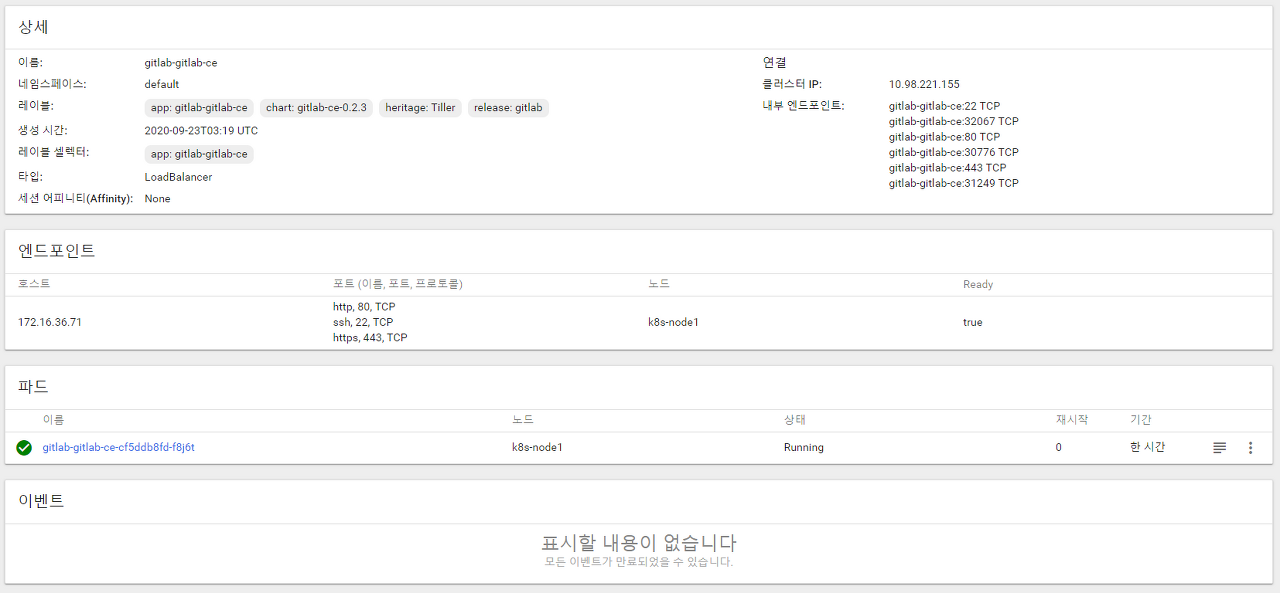 상세
이름: gitlab-gitlab-ce
네임스페이스: default
레이블: app: gitlab-gitlab-ce chart: gitlab-ce-0.2.3 heritage: Tiller release: gitlab
생성 시간: 2020-09-23T03:19 UTC
레이블 셀렉터: app: gitlab-gitlab-ce
타입: LoadBalancer
세션 어피니티(Affinity): None
연결
클러스터 IP: 10.98.221.155
내부 엔드포인트: gitlab-gitlab-ce:22 TCP
gitlab-gitlab-ce:32067 TCP
gitlab-gitlab-ce:80 TCP
gitlab-gitlab-ce:30776 TCP
gitlab-gitlab-ce:443 TCP
gitlab-gitlab-ce:31249 TCP
엔드포인트
호스트 포트 (이름, 포트, 프로토콜) 노드 Ready
http, 80, TCP
172.16.36.71 ssh, 22, TCP k8s-node1 true
https, 443, TCP
파드
이름 노드 상태 재시작 기간
gitlab-gitlab-ce-cf5ddb8fd-f8j6t k8s-node1 Running 0 한 시간
이벤트
표시할 내용이 없습니다
모든 이벤트가 만료되었을 수 있습니다.